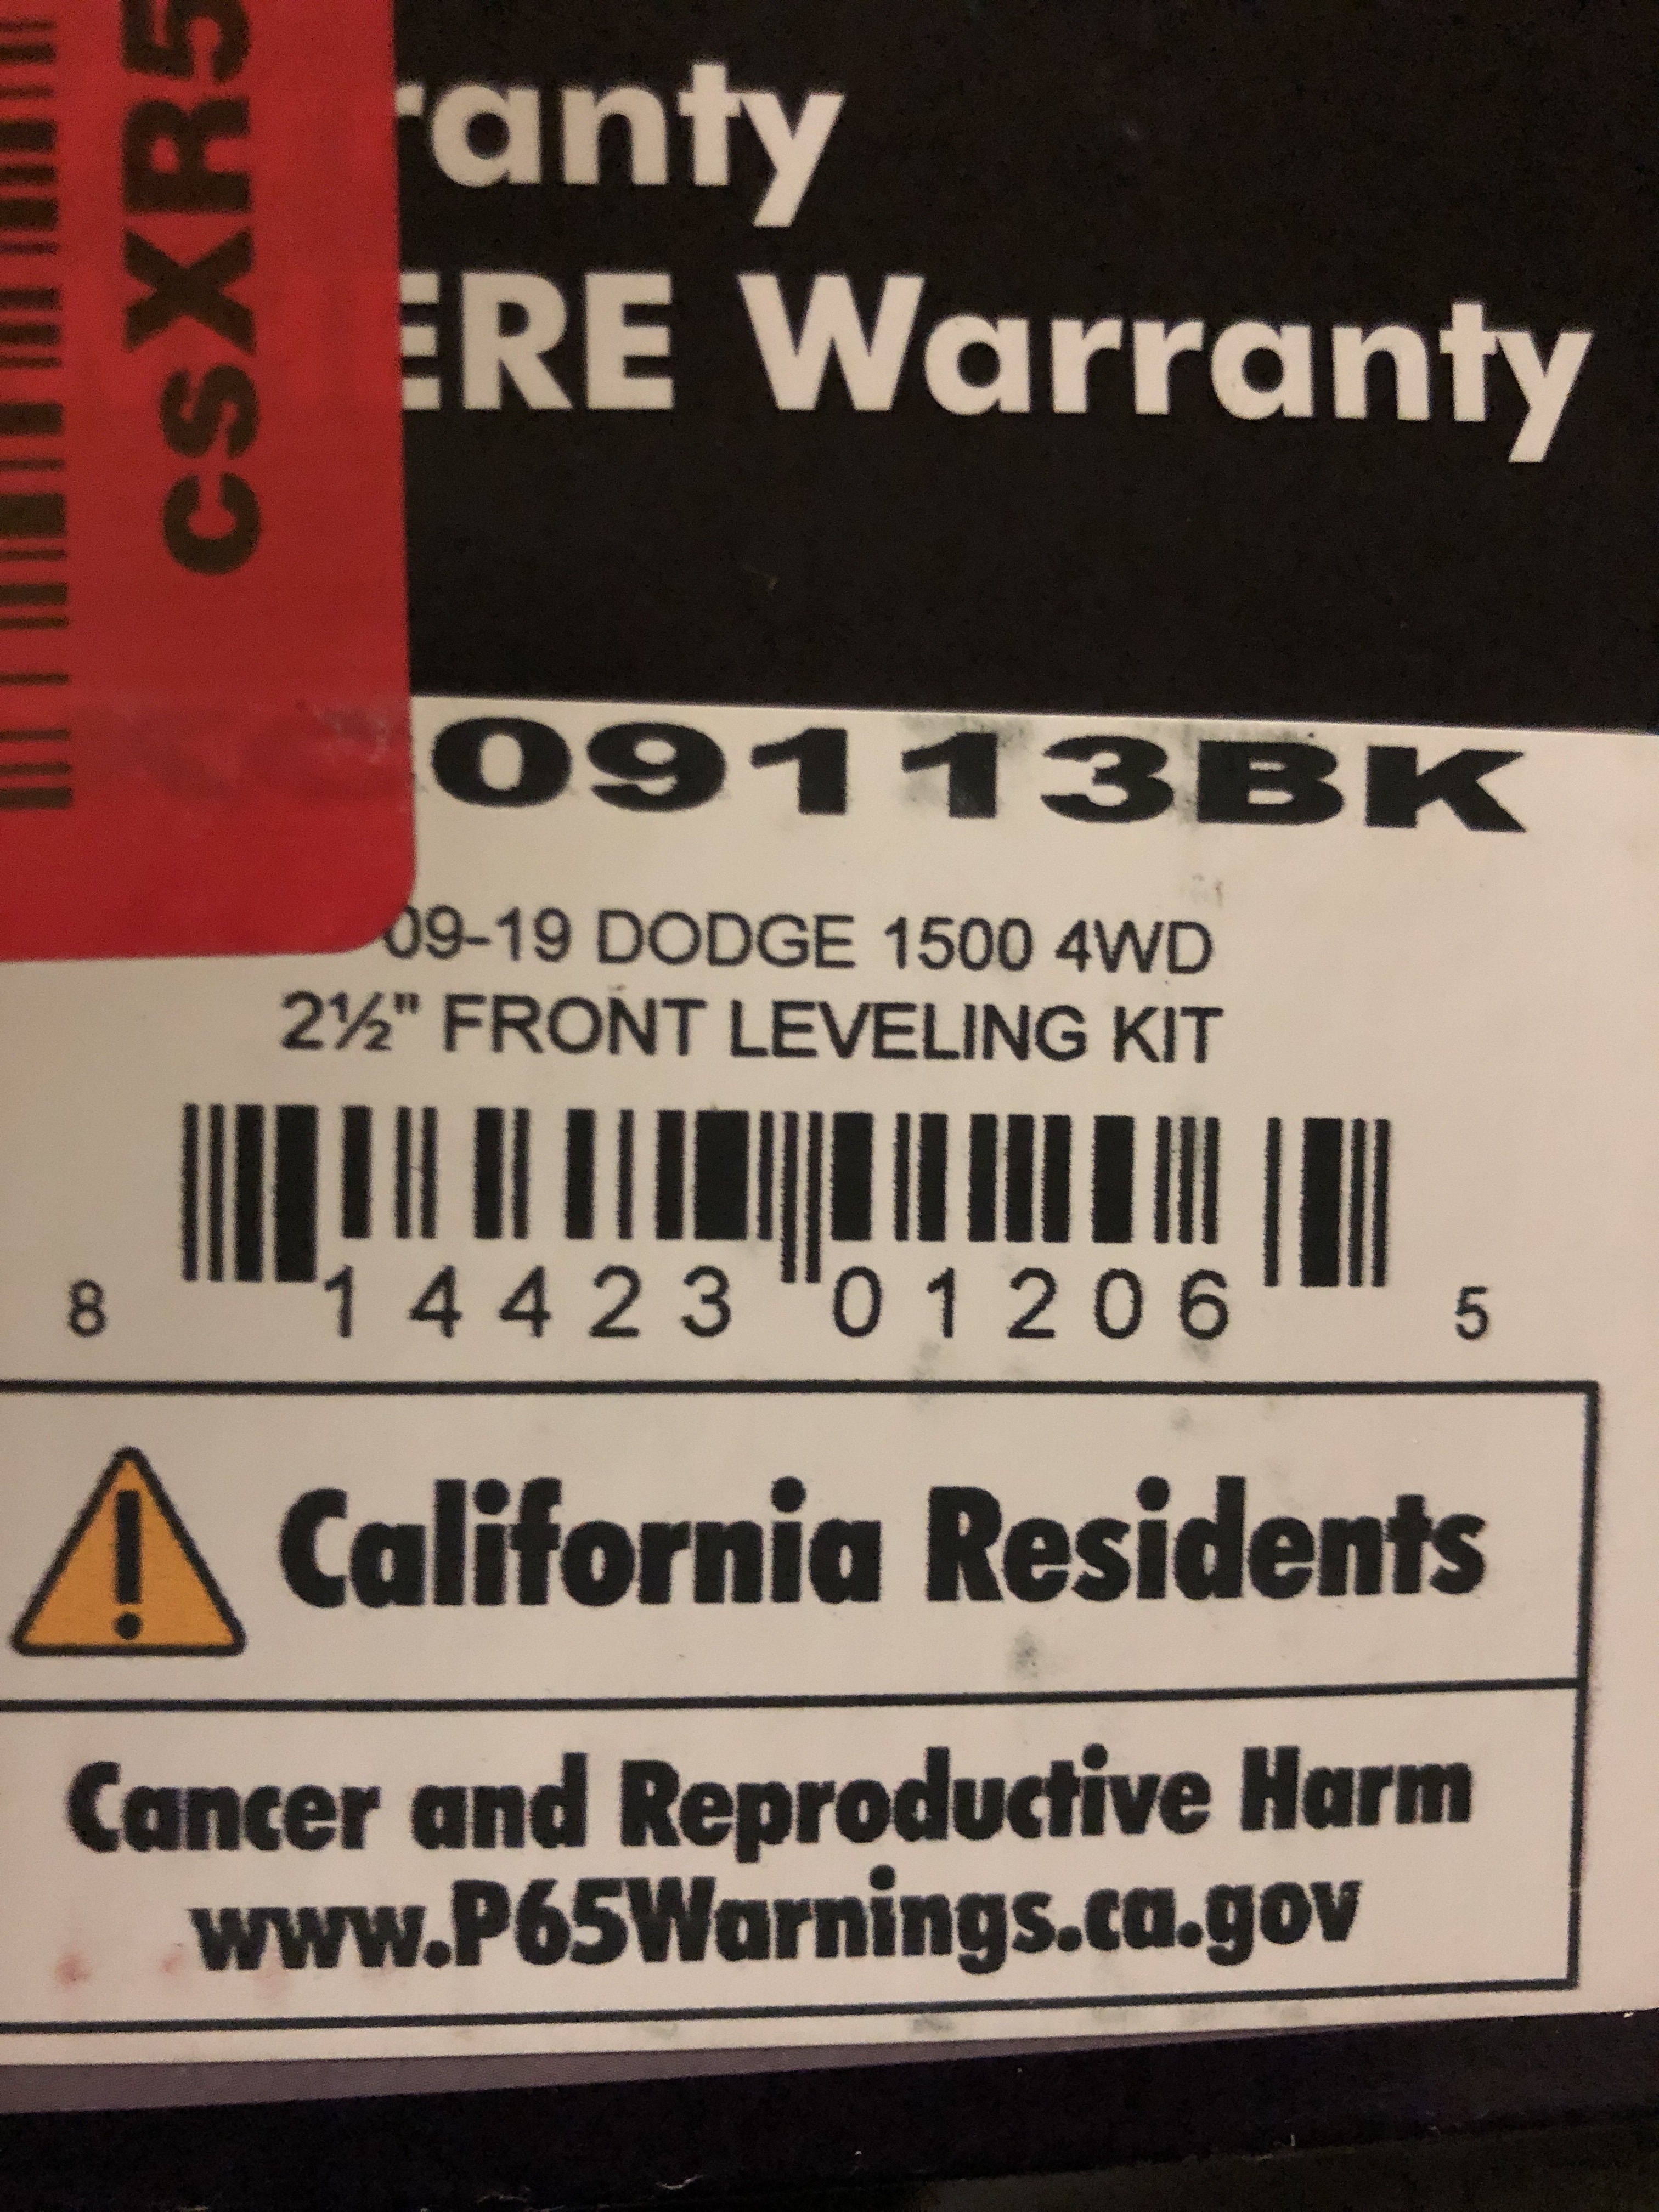 csXR5
ranty
ERE Warranty
09113BK
09-19 DODGE 1500 4WD
2½" FRONT LEVELING KIT
8 14423 01206 5
California Residents
Cancer and Reproductive Harm
www.P65Warnings.ca.gov